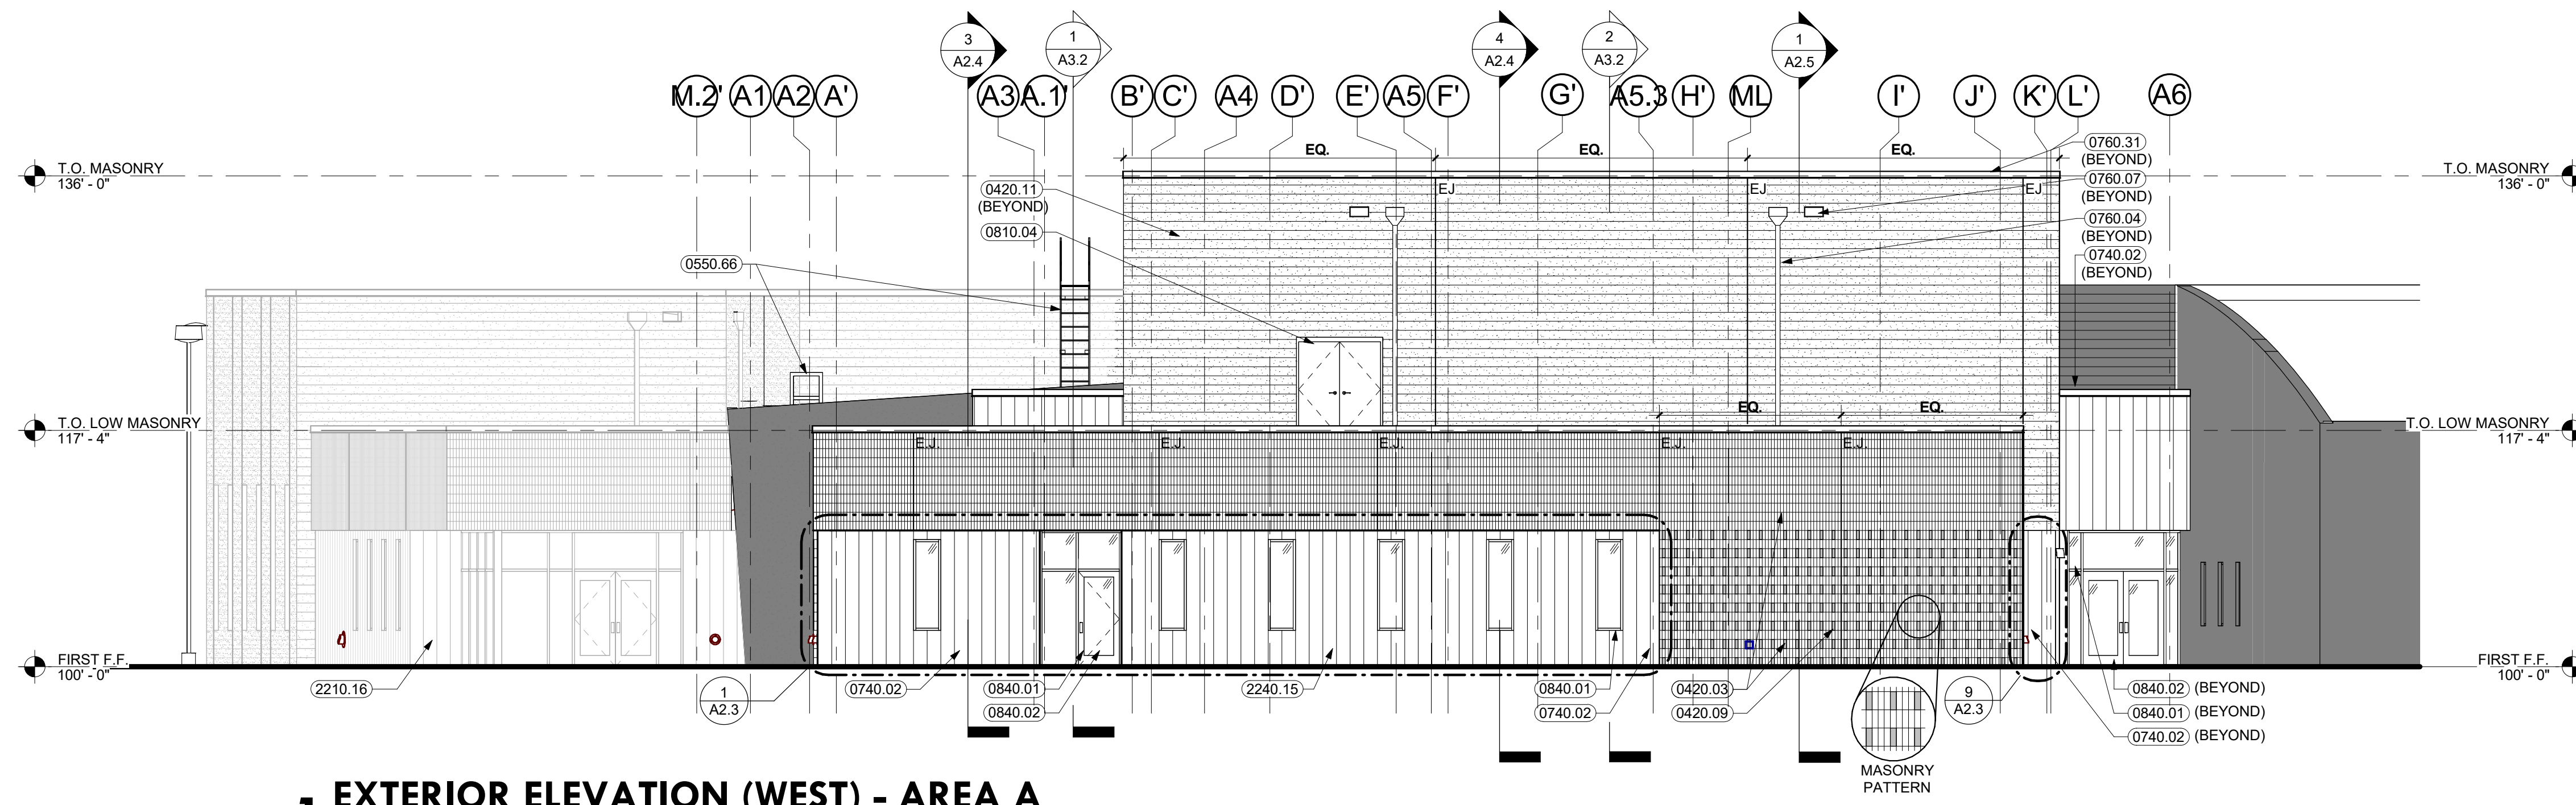 3
A2.4
1
A3.2
4
A2.4
2
A3.2
1
A2.5
M.2' A1 A2 A' A3 A.1' B' C' A4 D' E' A5 F' G' A5.3 H' ML I' J' K' L' A6
EQ. EQ. EQ.
T.O. MASONRY
136' - 0"
T.O. MASONRY
136' - 0"
0760.31
(BEYOND)
0760.07
(BEYOND)
0760.04
(BEYOND)
0740.02
(BEYOND)
0420.11
(BEYOND)
0810.04
EJ EJ EJ
0550.66
EQ. EQ.
T.O. LOW MASONRY
117' - 4"
T.O. LOW MASONRY
117' - 4"
E.J. E.J. E.J. E.J. E.J.
FIRST F.F.
100' - 0"
FIRST F.F.
100' - 0"
2210.16
1
A2.3
0740.02
0840.01
0840.02
2240.15
0840.01
0740.02
0420.03
0420.09
9
A2.3
0840.02 (BEYOND)
0840.01 (BEYOND)
0740.02 (BEYOND)
MASONRY
PATTERN
EXTERIOR ELEVATION (WEST) - AREA A